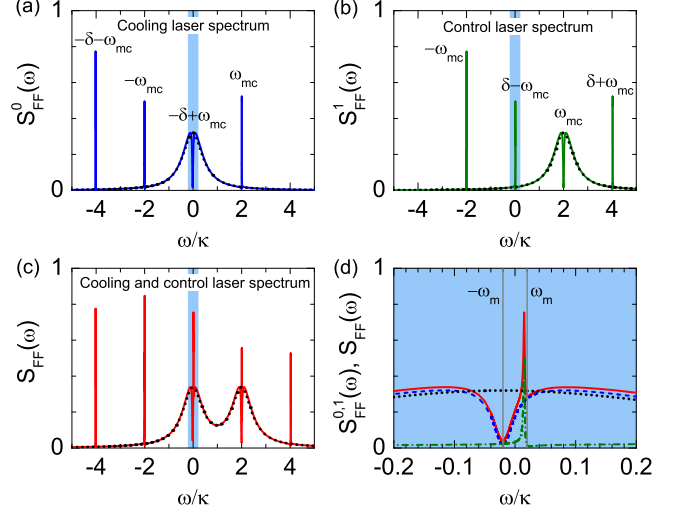 (a)
Cooling laser spectrum
1
−δ−ω_mc
−ω_mc
ω_mc
−δ+ω_mc
S⁰_FF(ω)
0
-4 -2 0 2 4
ω/κ
(b)
Control laser spectrum
1
−ω_mc
δ−ω_mc
δ+ω_mc
ω_mc
S¹_FF(ω)
0
-4 -2 0 2 4
ω/κ
(c)
Cooling and control laser spectrum
1
S_FF(ω)
0
-4 -2 0 2 4
ω/κ
(d)
1
−ω_m
ω_m
S^0,1_FF(ω), S_FF(ω)
0
-0.2 -0.1 0.0 0.1 0.2
ω/κ